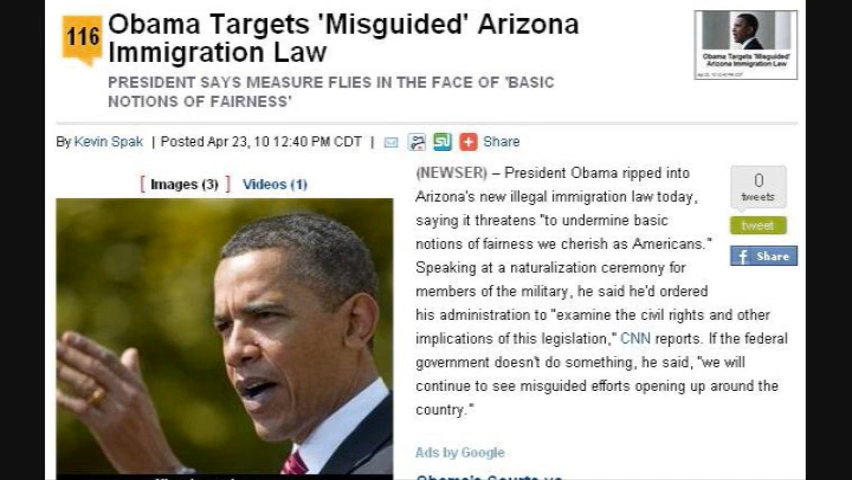 116
Obama Targets 'Misguided' Arizona
Immigration Law
PRESIDENT SAYS MEASURE FLIES IN THE FACE OF 'BASIC
NOTIONS OF FAIRNESS'
Obama Targets 'Misguided'
Arizona Immigration Law
By Kevin Spak | Posted Apr 23, 10 12:40 PM CDT | Share
[ Images (3) ] Videos (1)
(NEWSER) – President Obama ripped into
Arizona's new illegal immigration law today,
saying it threatens "to undermine basic
notions of fairness we cherish as Americans."
Speaking at a naturalization ceremony for
members of the military, he said he'd ordered
his administration to "examine the civil rights and other
implications of this legislation," CNN reports. If the federal
government doesn't do something, he said, "we will
continue to see misguided efforts opening up around the
country."
0
tweets
tweet
f Share
Ads by Google